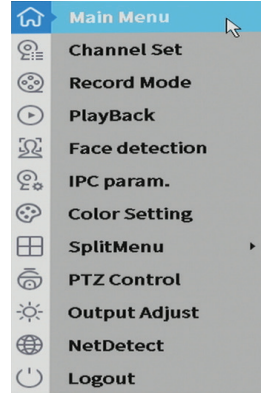 Main Menu
Channel Set
Record Mode
PlayBack
Face detection
IPC param.
Color Setting
SplitMenu
PTZ Control
Output Adjust
NetDetect
Logout